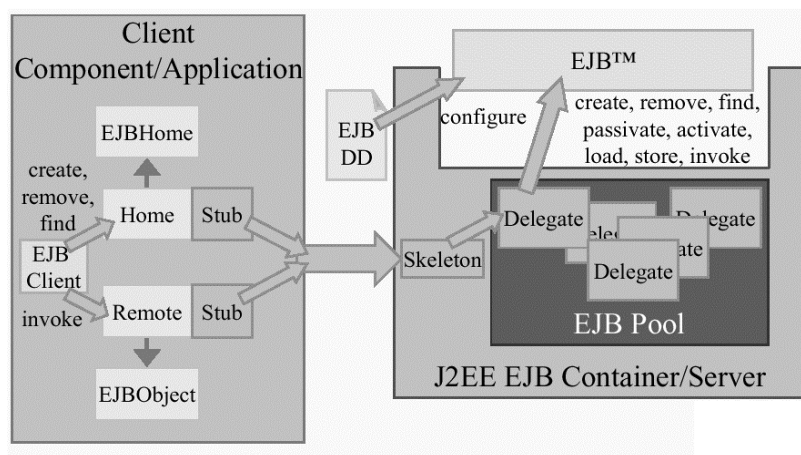 Client
Component/Application
EJBHome
create,
remove,
find
Home
Stub
EJB
Client
invoke
Remote
Stub
EJBObject
EJB™
EJB
DD
configure
create, remove, find,
passivate, activate,
load, store, invoke
Skeleton
Delegate
Delegate
Delegate
EJB Pool
J2EE EJB Container/Server